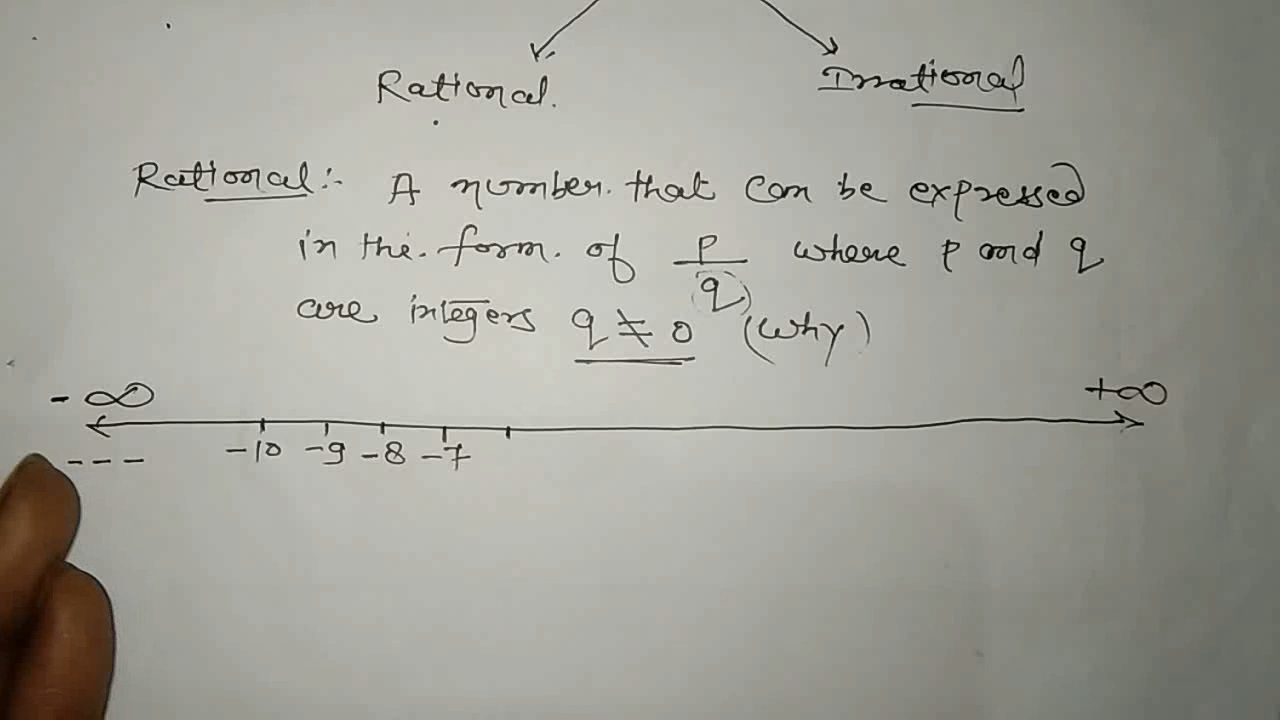 Rational. Irrational
Rational:- A number. that can be expressed
in the. form. of p/q where p and q
are integers q ≠ 0 (why)
-∞ +∞
--- -10 -9 -8 -7